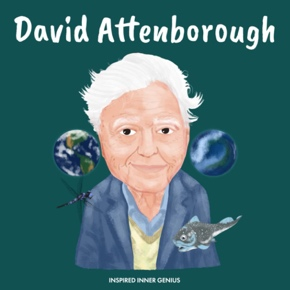 David Attenborough
INSPIRED INNER GENIUS